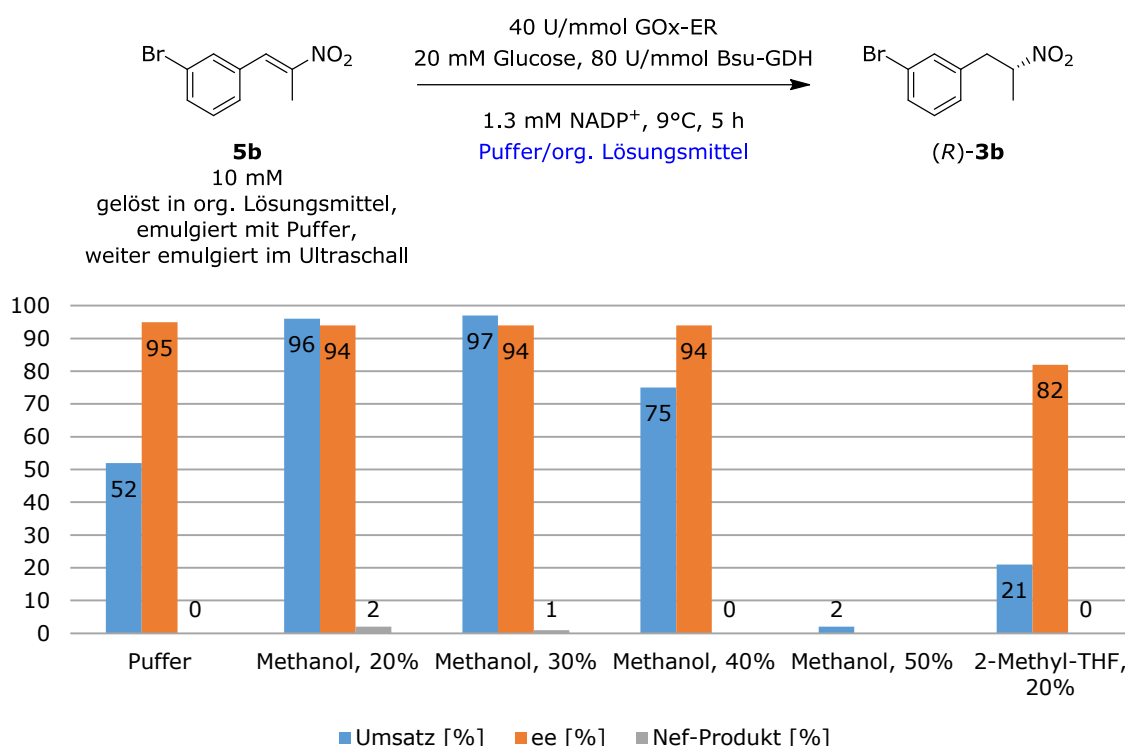 Br
NO2
5b
10 mM
gelöst in org. Lösungsmittel,
emulgiert mit Puffer,
weiter emulgiert im Ultraschall
40 U/mmol GOx-ER
20 mM Glucose, 80 U/mmol Bsu-GDH
1.3 mM NADP+, 9°C, 5 h
Puffer/org. Lösungsmittel
Br
NO2
(R)-3b
100
90
80
70
60
50
40
30
20
10
0
52
95
0
96
94
2
97
94
1
75
94
0
2
21
82
0
Puffer
Methanol, 20%
Methanol, 30%
Methanol, 40%
Methanol, 50%
2-Methyl-THF,
20%
Umsatz [%]
ee [%]
Nef-Produkt [%]